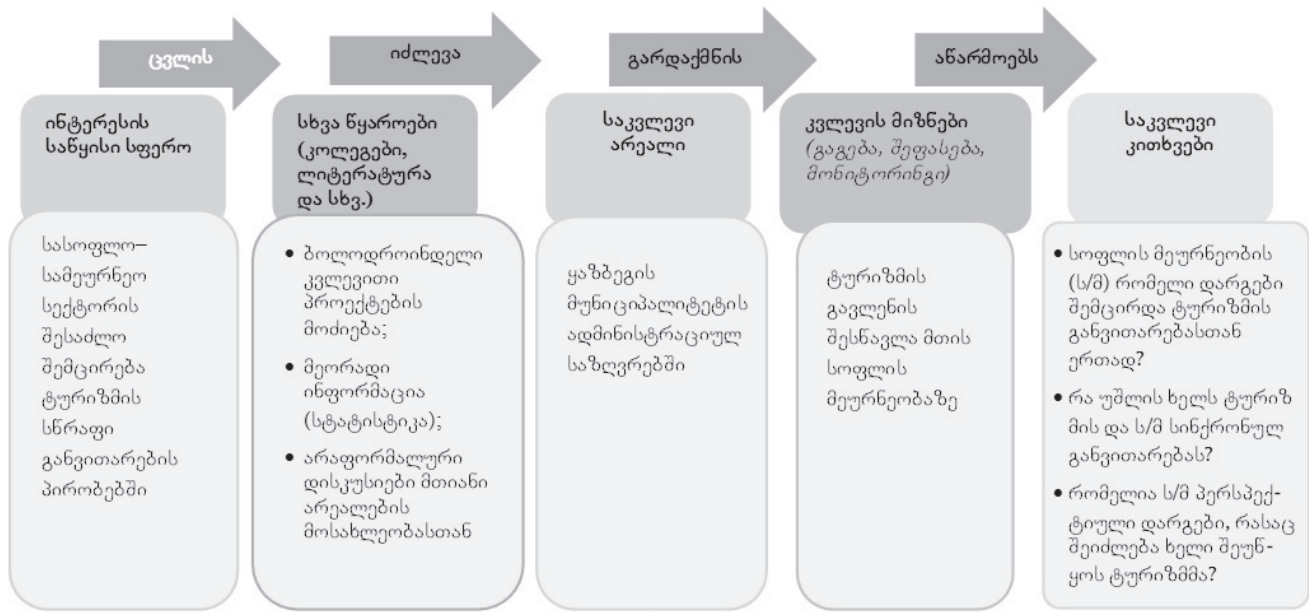 ცვლის
იძლევა
გარდაქმნის
აწარმოებს
ინტერესის
საწყისი სფერო
სხვა წყაროები
(კოლეგები,
ლიტერატურა
და სხვ.)
საკვლევი
არეალი
კვლევის მიზნები
(გაგება, შეფასება,
მონიტორინგი)
საკვლევი
კითხვები
სასოფლო–
სამეურნეო
სექტორის
შესაძლო
შემცირება
ტურიზმის
სწრაფი
განვითარების
პირობებში
• ბოლოდროინდელი
კვლევითი
პროექტების
მოძიება;
• მეორადი
ინფორმაცია
(სტატისტიკა);
• არაფორმალური
დისკუსიები მთიანი
არეალების
მოსახლეობასთან
ყაზბეგის
მუნიციპალიტეტის
ადმინისტრაციულ
საზღვრებში
ტურიზმის
გავლენის
შესწავლა მთის
სოფლის
მეურნეობაზე
• სოფლის მეურნეობის
(ს/მ) რომელი დარგები
შემცირდა ტურიზმის
განვითარებასთან
ერთად?
• რა უშლის ხელს ტურიზ
მის და ს/მ სინქრონულ
განვითარებას?
• რომელია ს/მ პერსპექ-
ტიული დარგები, რასაც
შეიძლება ხელი შეუწ-
ყოს ტურიზმმა?